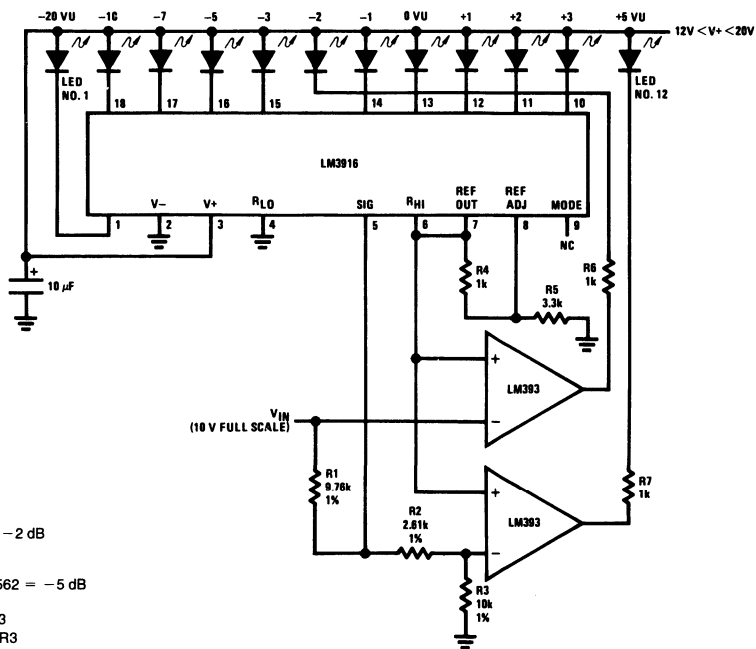 -20 VU -10 -7 -5 -3 -2 -1 0 VU +1 +2 +3 +5 VU
12V < V+ < 20V
LED
NO. 1
LED
NO. 12
18 17 16 15 14 13 12 11 10
LM3916
V− V+ RLO SIG RHI REF OUT REF ADJ MODE
1 2 3 4 5 6 7 8 9
NC
+
10 μF
R4
1k
R5
3.3k
R6
1k
+
LM393
−
VIN
(10 V FULL SCALE)
R1
9.76k
1%
R2
2.61k
1%
+
LM393
−
R7
1k
R3
10k
1%
−2 dB
562 = −5 dB
3
R3